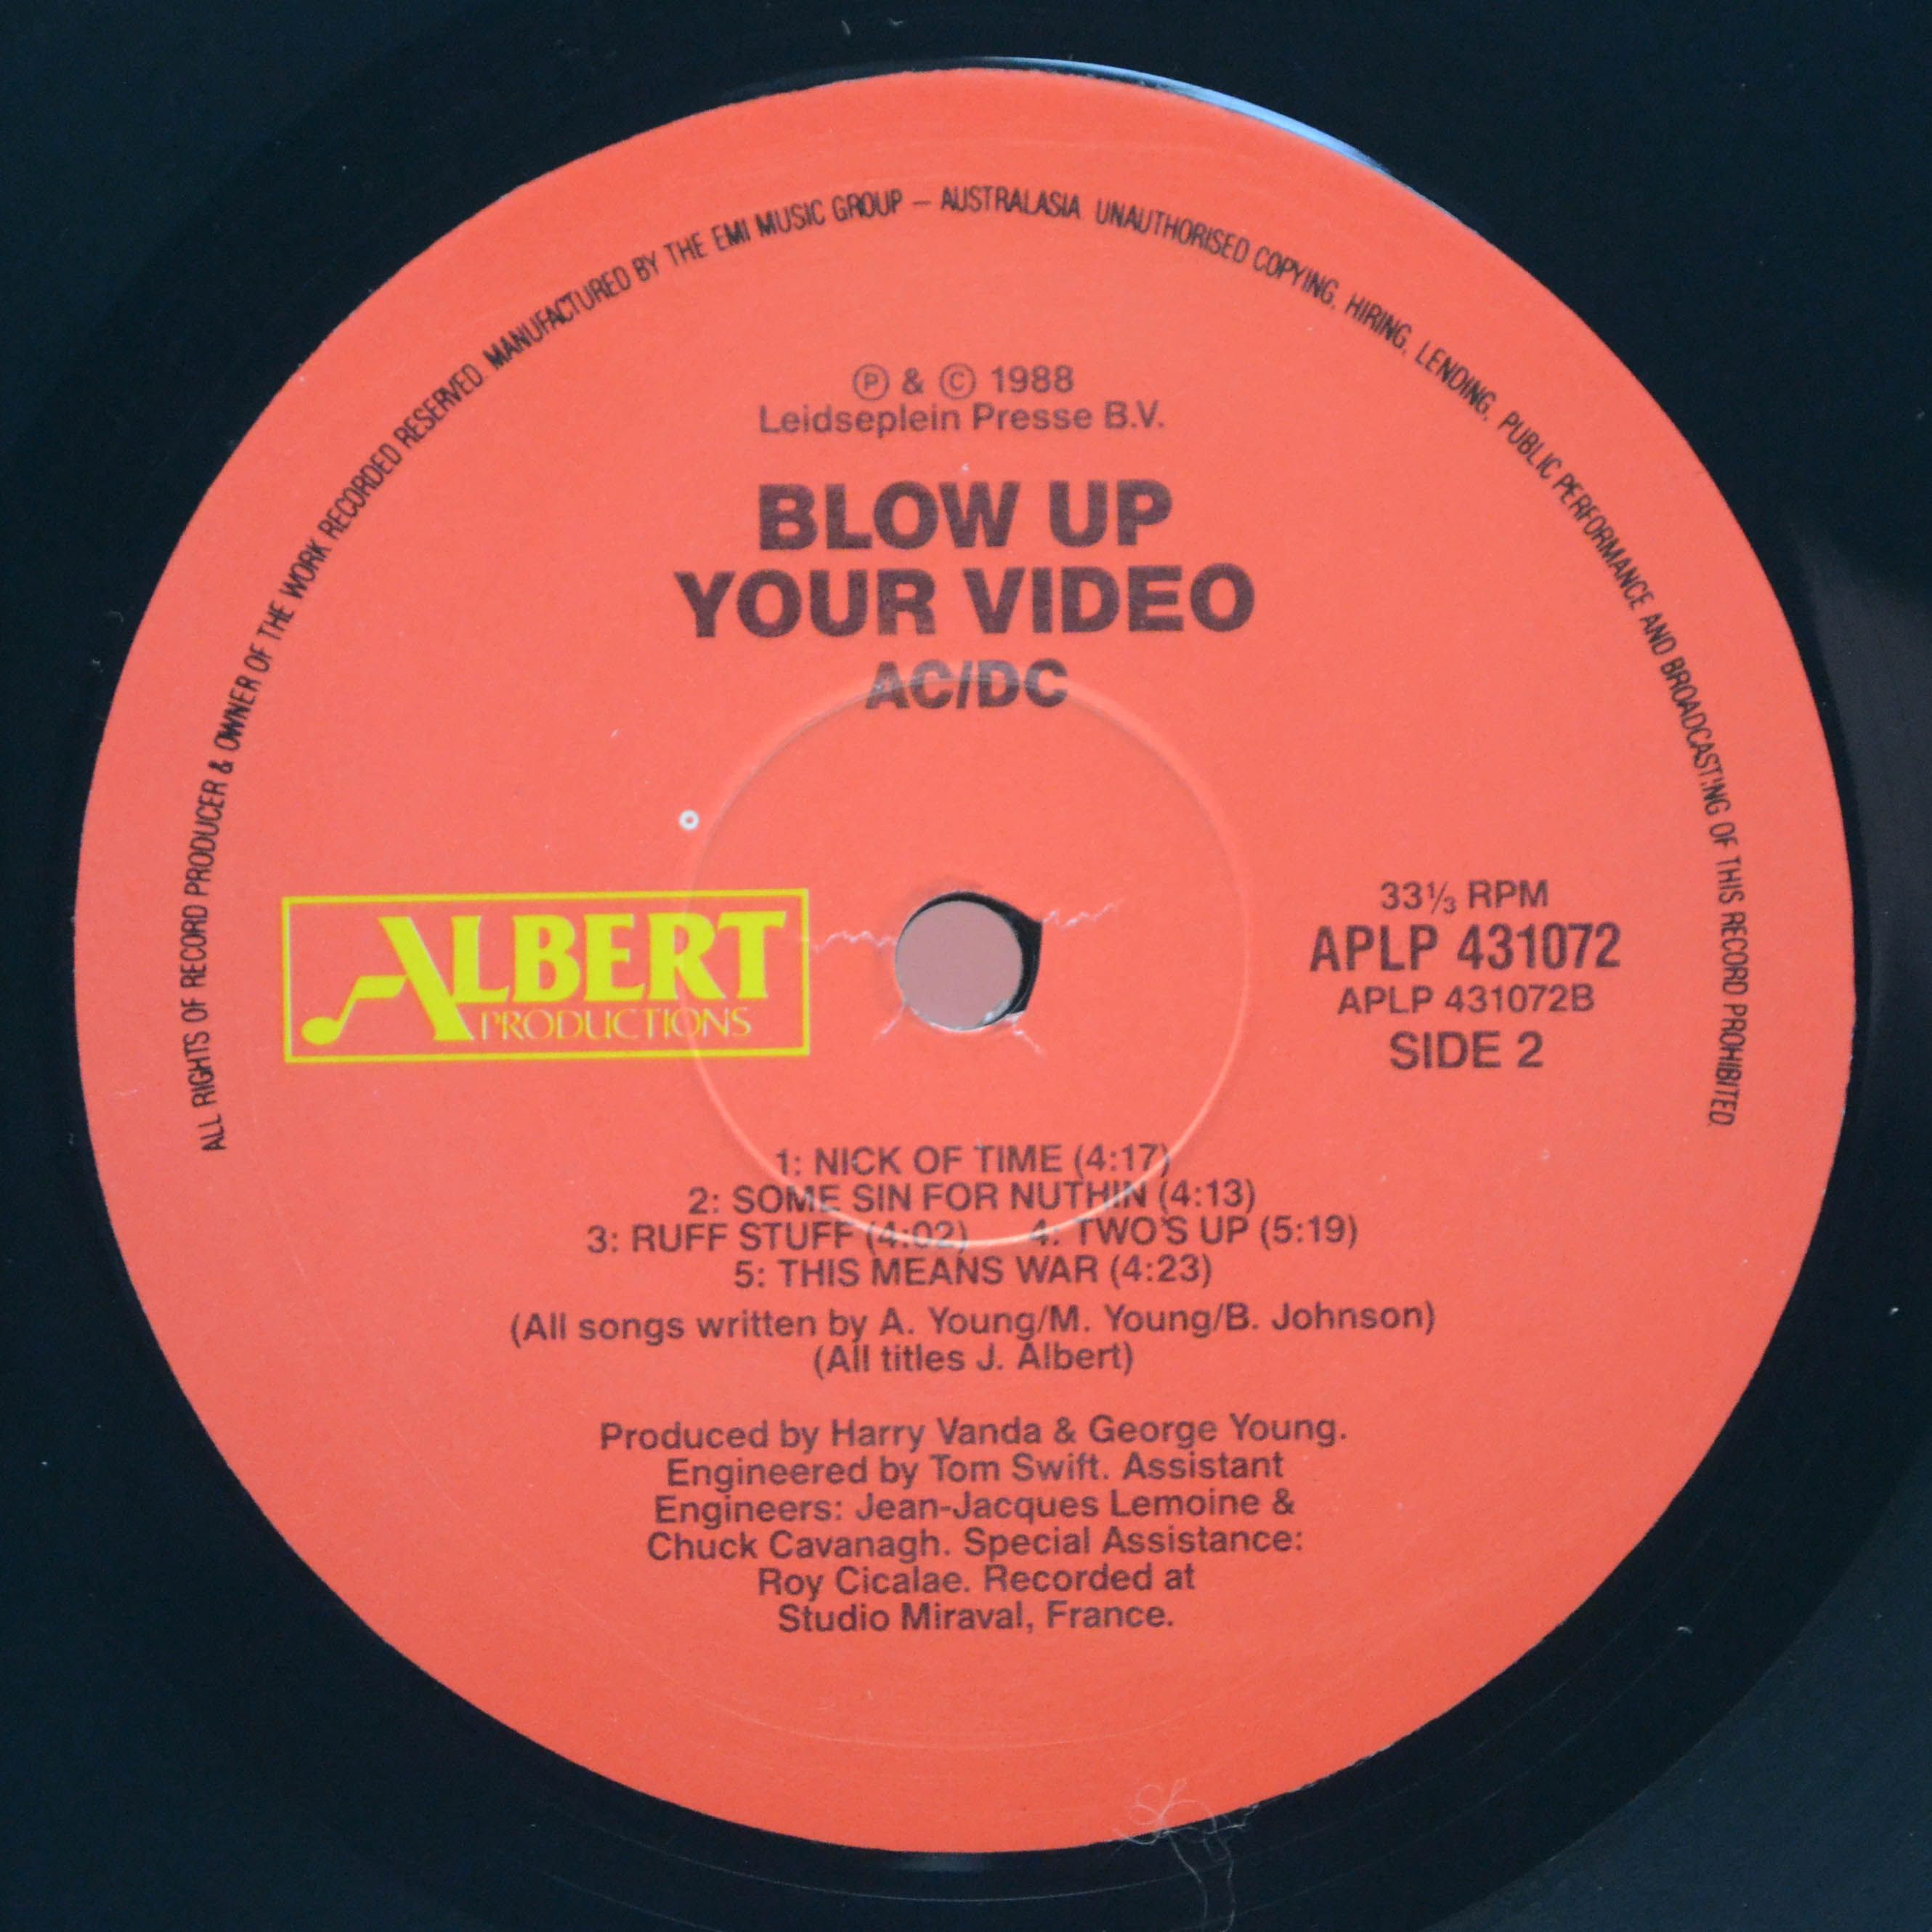 ALL RIGHTS OF RECORD PRODUCER & OWNER OF THE WORK RECORDED RESERVED. MANUFACTURED BY THE EMI MUSIC GROUP – AUSTRALASIA UNAUTHORISED COPYING, HIRING, LENDING, PUBLIC PERFORMANCE AND BROADCASTING OF THIS RECORD PROHIBITED
Ⓟ & © 1988
Leidseplein Presse B.V.
BLOW UP
YOUR VIDEO
AC/DC
ALBERT
PRODUCTIONS
33⅓ RPM
APLP 431072
APLP 431072B
SIDE 2
1: NICK OF TIME (4:17)
2: SOME SIN FOR NUTHIN (4:13)
3: RUFF STUFF (4:02) 4: TWO'S UP (5:19)
5: THIS MEANS WAR (4:23)
(All songs written by A. Young/M. Young/B. Johnson)
(All titles J. Albert)
Produced by Harry Vanda & George Young.
Engineered by Tom Swift. Assistant
Engineers: Jean-Jacques Lemoine &
Chuck Cavanagh. Special Assistance:
Roy Cicalae. Recorded at
Studio Miraval, France.